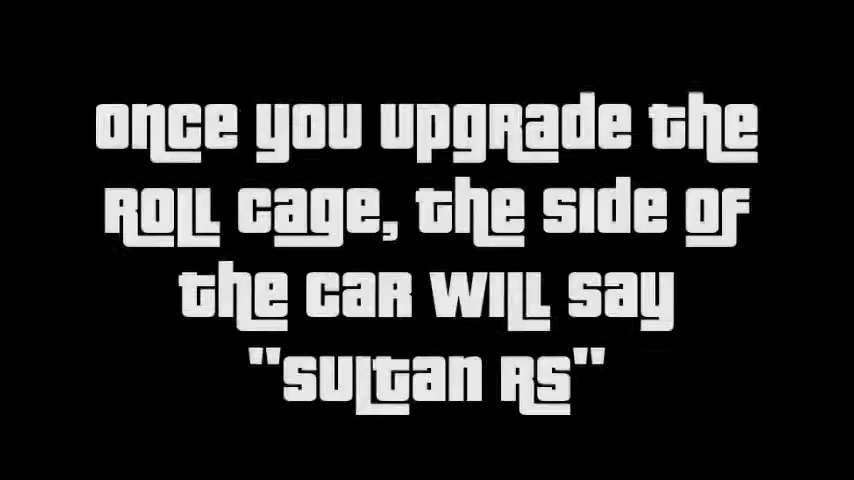 once you upgrade the
Roll cage, the side of
the car will say
"Sultan RS"